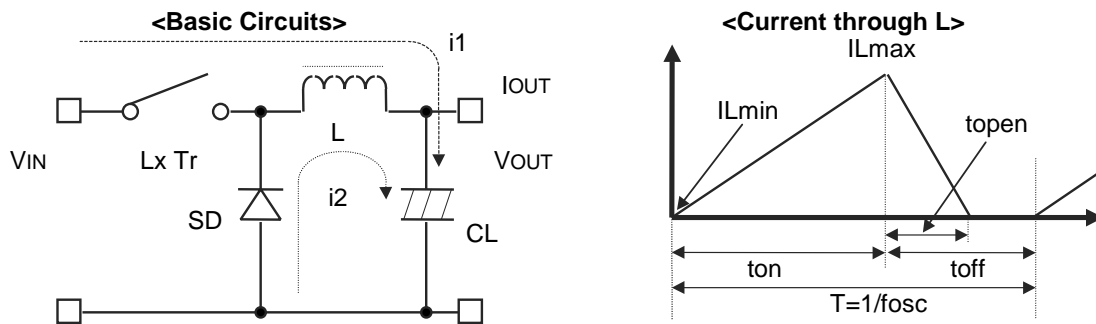 <Basic Circuits>
i1
IOUT
VIN
Lx Tr
L
VOUT
SD
i2
CL
<Current through L>
ILmax
ILmin
topen
ton
toff
T=1/fosc